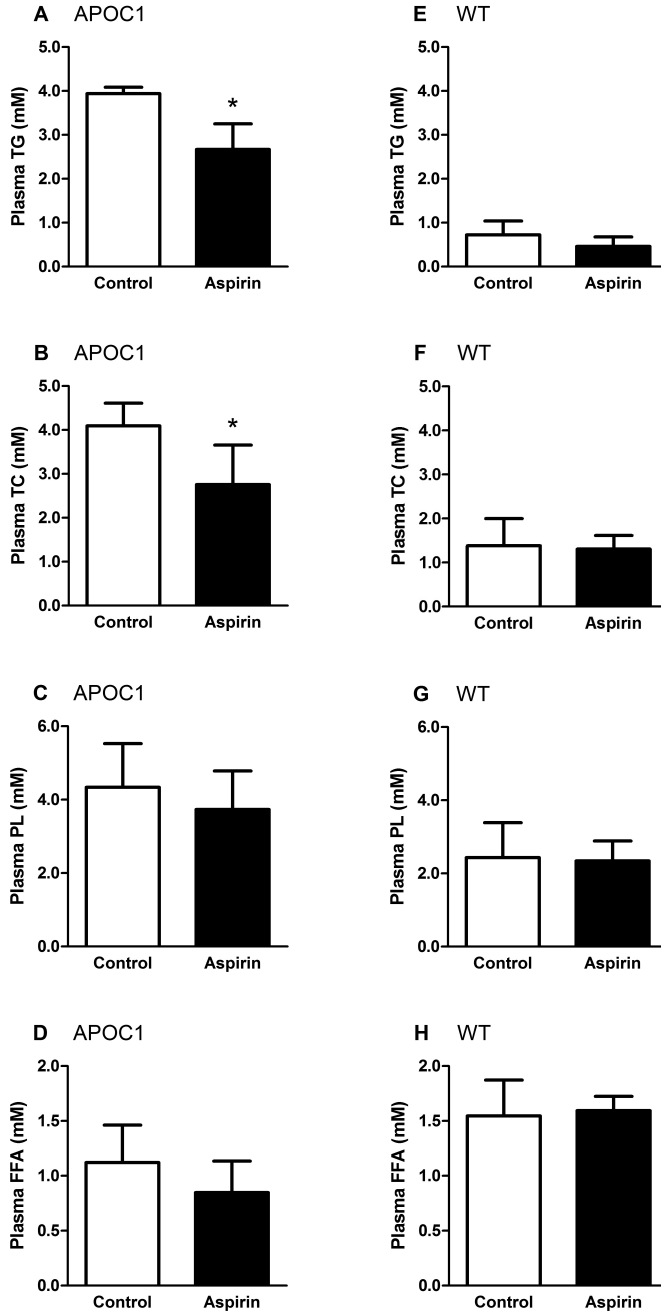 A APOC1
Plasma TG (mM)
5.0
4.0
3.0
2.0
1.0
0.0
*
Control Aspirin
E WT
Plasma TG (mM)
5.0
4.0
3.0
2.0
1.0
0.0
Control Aspirin
B APOC1
Plasma TC (mM)
5.0
4.0
3.0
2.0
1.0
0.0
*
Control Aspirin
F WT
Plasma TC (mM)
5.0
4.0
3.0
2.0
1.0
0.0
Control Aspirin
C APOC1
Plasma PL (mM)
6.0
4.0
2.0
0.0
Control Aspirin
G WT
Plasma PL (mM)
6.0
4.0
2.0
0.0
Control Aspirin
D APOC1
Plasma FFA (mM)
2.0
1.5
1.0
0.5
0.0
Control Aspirin
H WT
Plasma FFA (mM)
2.0
1.5
1.0
0.5
0.0
Control Aspirin